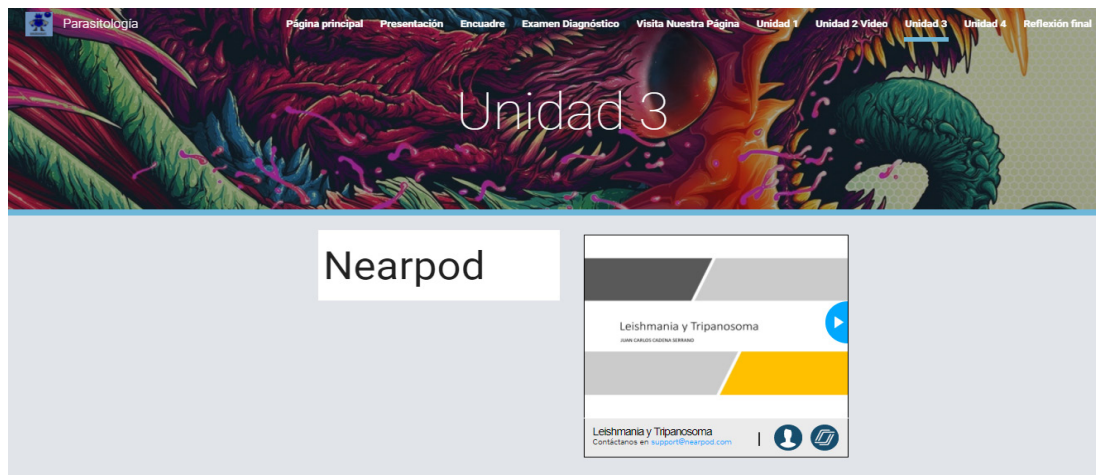 Parasitología
Página principal Presentación Encuadre Examen Diagnóstico Visita Nuestra Página Unidad 1 Unidad 2 Video Unidad 3 Unidad 4 Reflexión final
Unidad 3
Nearpod
Leishmania y Tripanosoma
JUAN CARLOS CADENA SERRANO
Leishmania y Tripanosoma
Contáctanos en support@nearpod.com